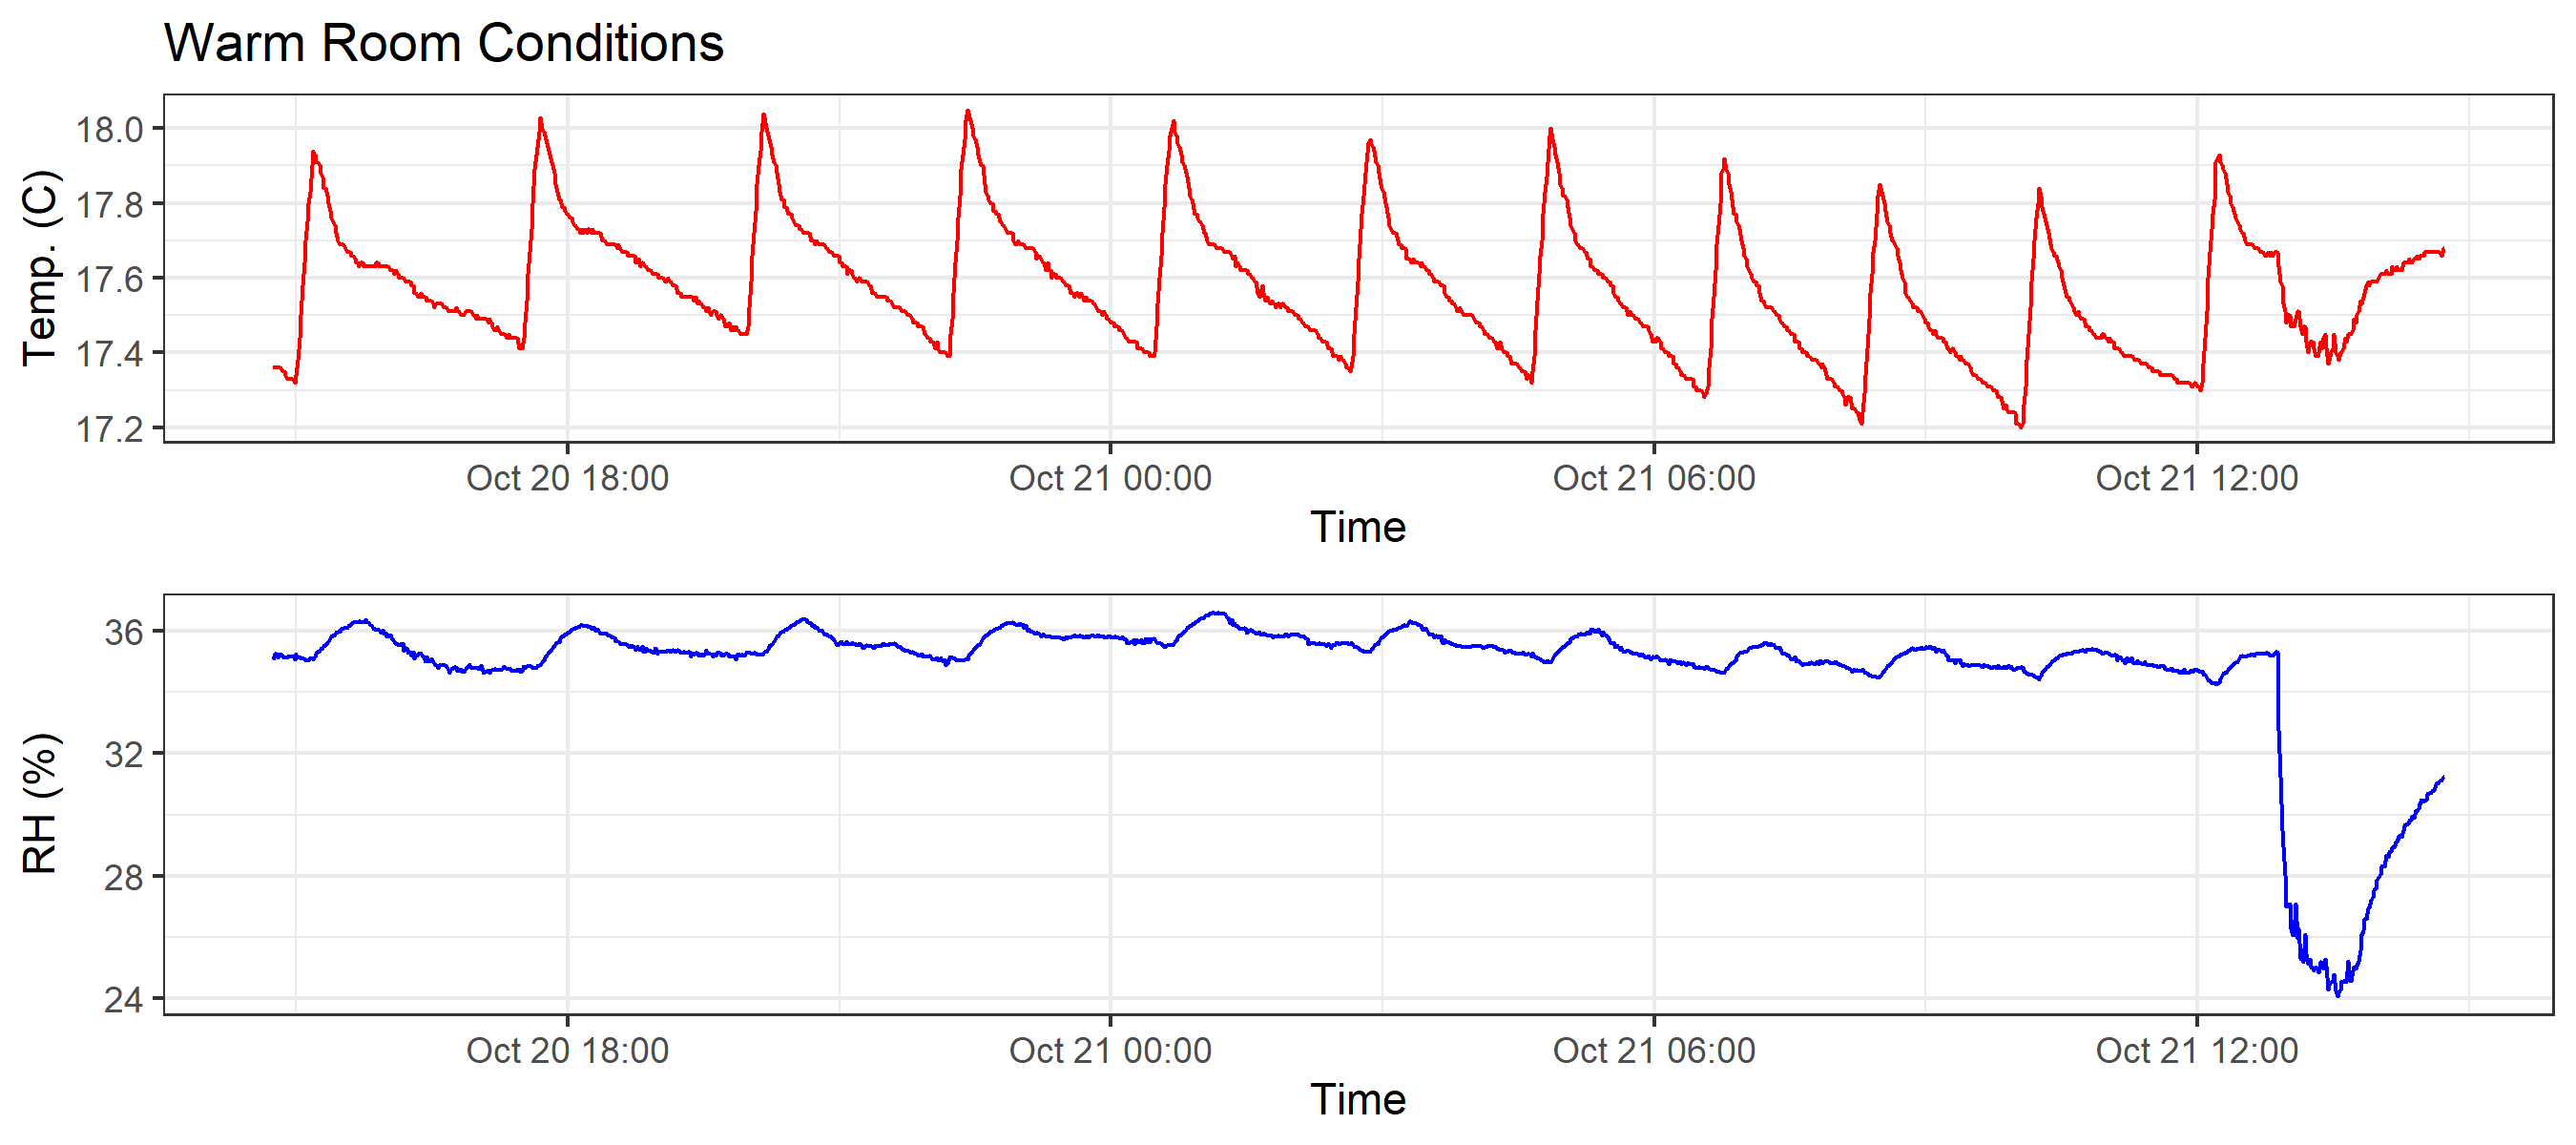 Warm Room Conditions
Temp. (C)
18.0
17.8
17.6
17.4
17.2
Oct 20 18:00 Oct 21 00:00 Oct 21 06:00 Oct 21 12:00
Time
RH (%)
36
32
28
24
Oct 20 18:00 Oct 21 00:00 Oct 21 06:00 Oct 21 12:00
Time